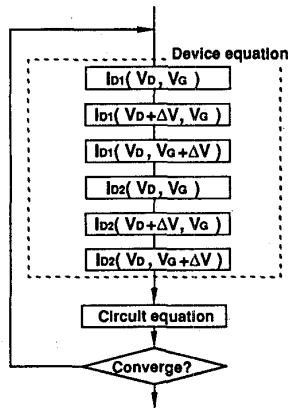 Device equation
ID1( VD , VG )
ID1( VD+ΔV, VG )
ID1( VD , VG+ΔV )
ID2( VD , VG )
ID2( VD+ΔV, VG )
ID2( VD , VG+ΔV )
Circuit equation
Converge?